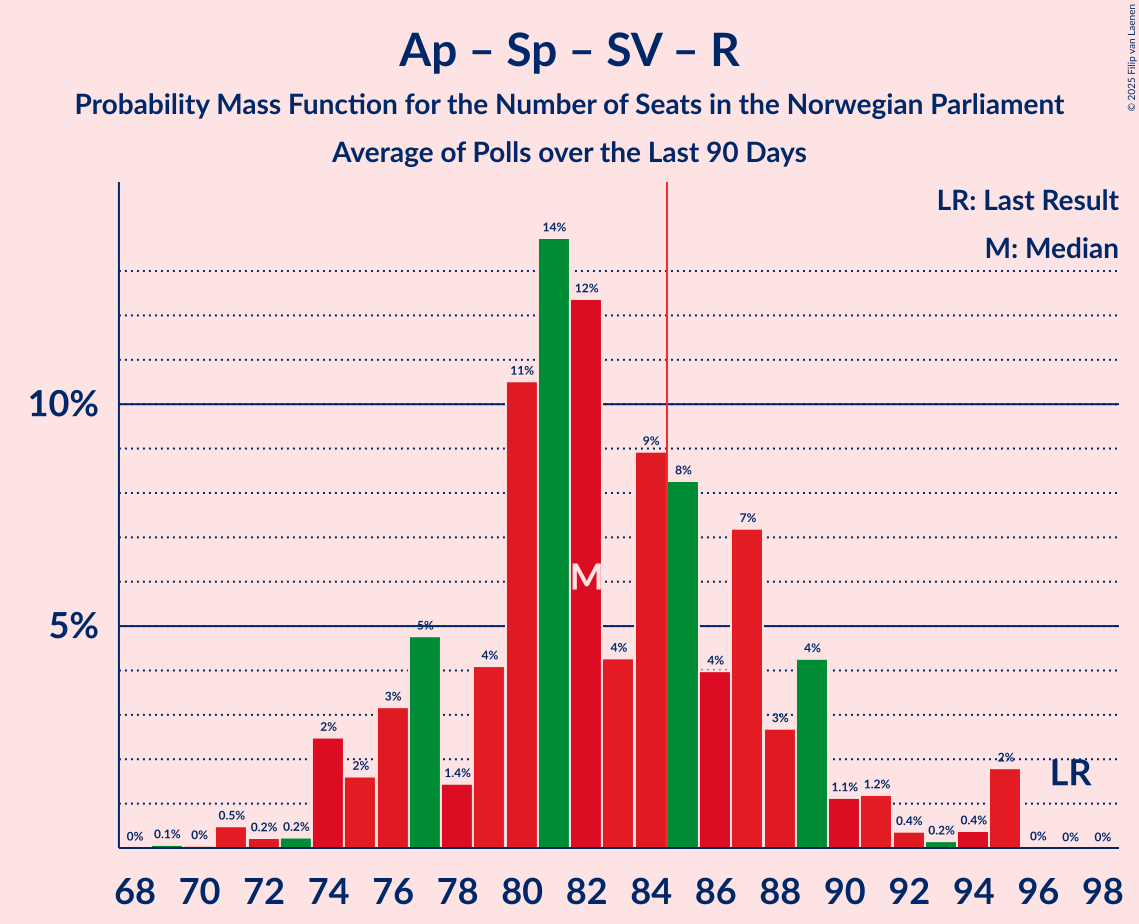 Ap – Sp – SV – R
Probability Mass Function for the Number of Seats in the Norwegian Parliament
Average of Polls over the Last 90 Days
© 2025 Filip van Laenen
LR: Last Result
M: Median
10%
5%
0% 0.1% 0% 0.5% 0.2% 0.2% 2% 2% 3% 5% 1.4% 4% 11% 14% 12% 4% 9% 8% 4% 7% 3% 4% 1.1% 1.2% 0.4% 0.2% 0.4% 2% 0% 0% 0%
M
LR
68 70 72 74 76 78 80 82 84 86 88 90 92 94 96 98